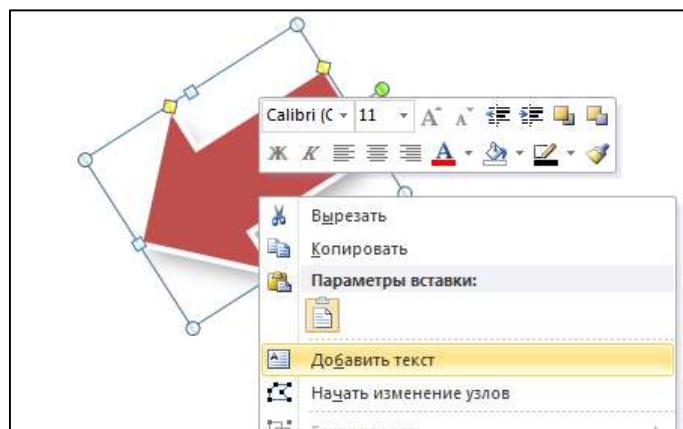 Calibri (С 11 А А
Ж К А
Вырезать
Копировать
Параметры вставки:
Добавить текст
Начать изменение узлов